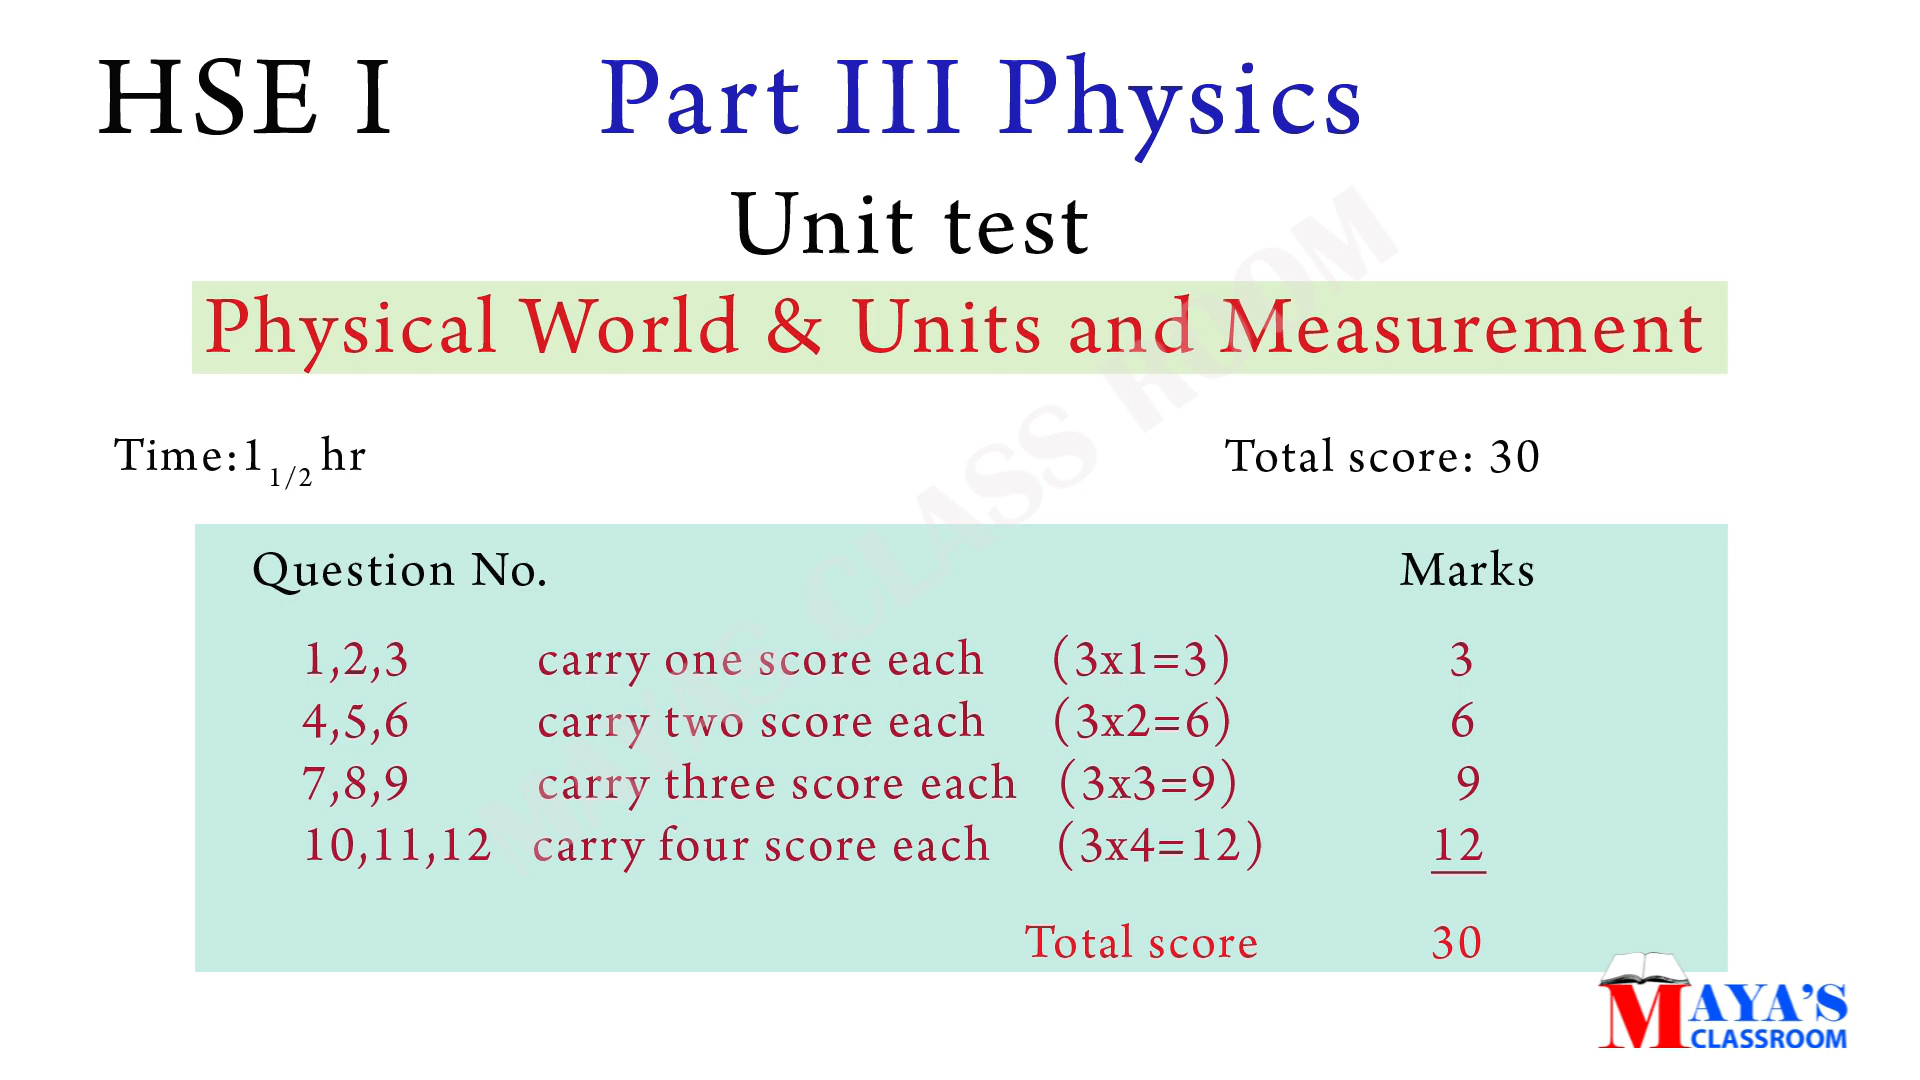 HSE I Part III Physics
Unit test
Physical World & Units and Measurement
Time:1 1/2 hr Total score: 30
Question No. Marks
1,2,3 carry one score each (3x1=3) 3
4,5,6 carry two score each (3x2=6) 6
7,8,9 carry three score each (3x3=9) 9
10,11,12 carry four score each (3x4=12) 12
Total score 30
MAYA'S CLASS ROOM
MAYA'S
CLASSROOM